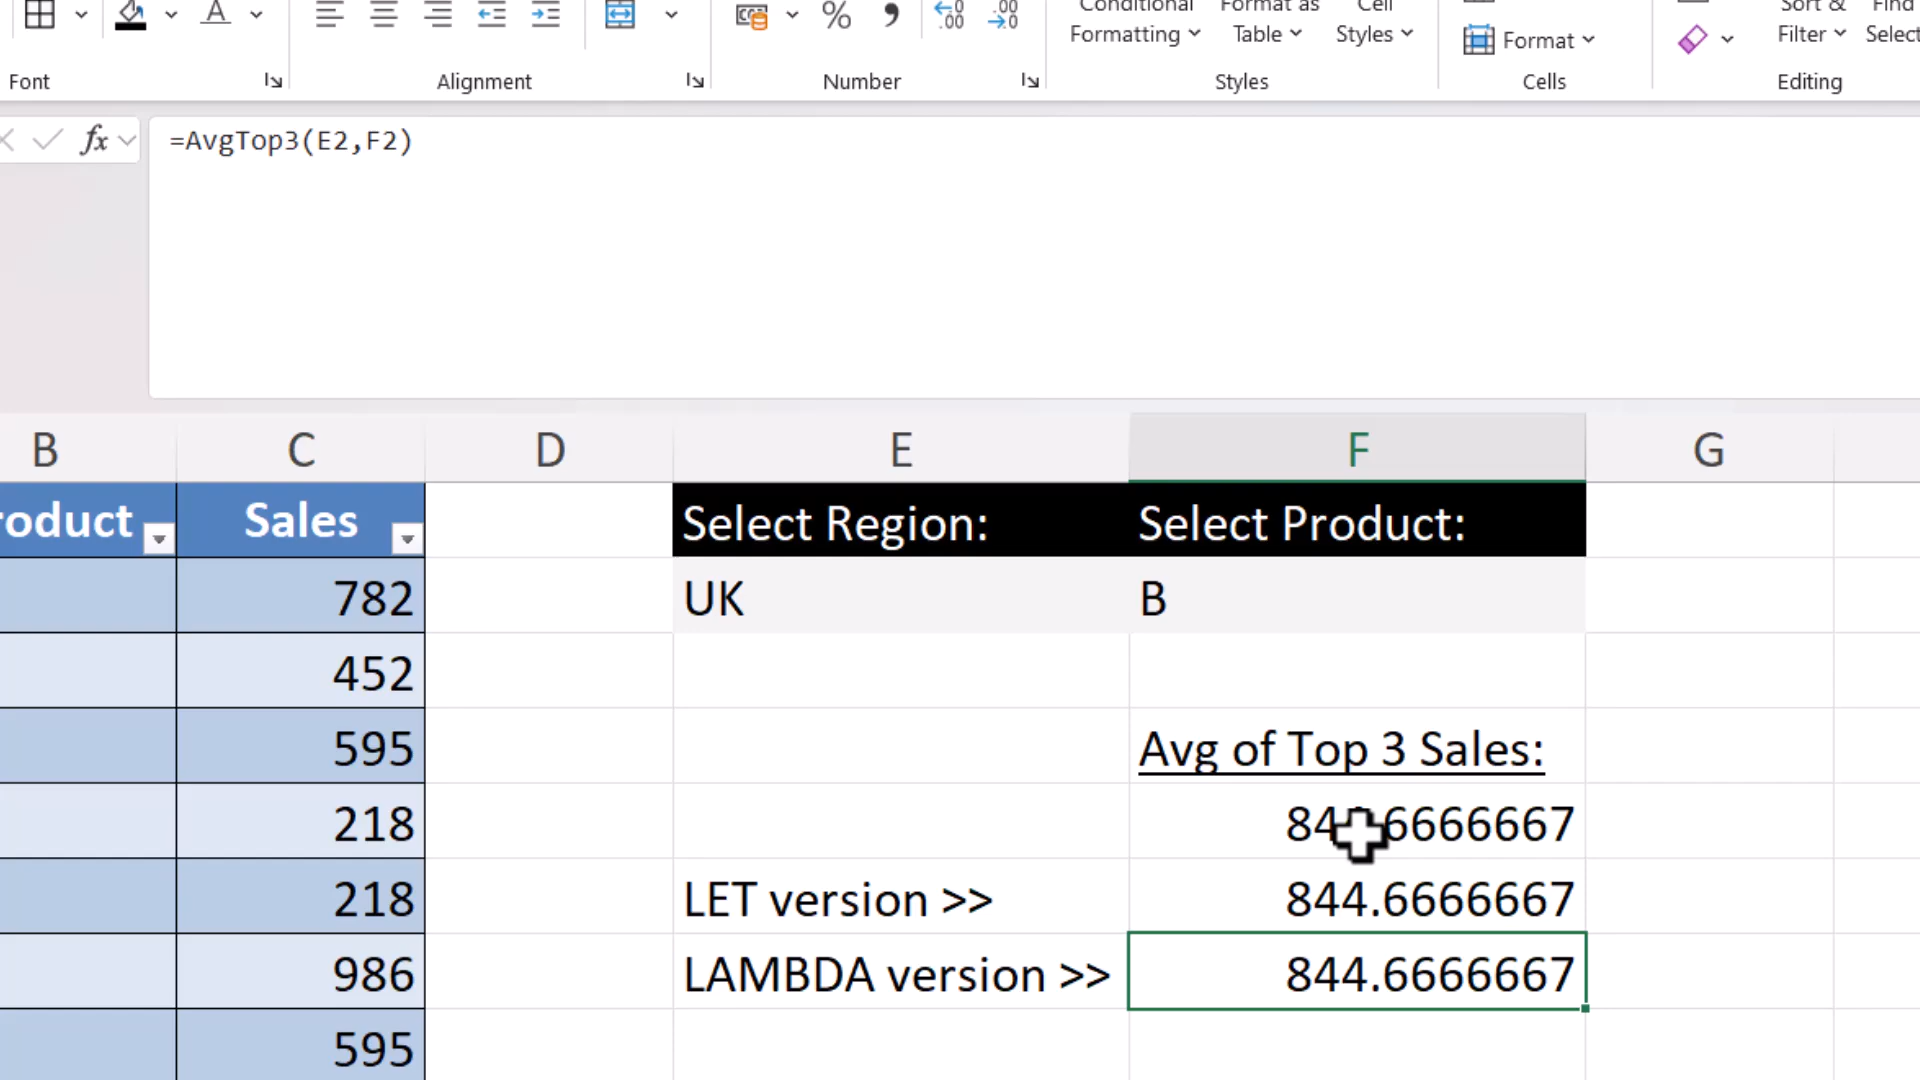 Conditional Format as Cell Sort & Find
Formatting Table Styles Format Filter Select
Font Alignment Number Styles Cells Editing
fx =AvgTop3(E2,F2)
B C D E F G
roduct Sales Select Region: Select Product:
782 UK B
452
595 Avg of Top 3 Sales:
218
218 LET version >> 844.6666667
986 LAMBDA version >> 844.6666667
595